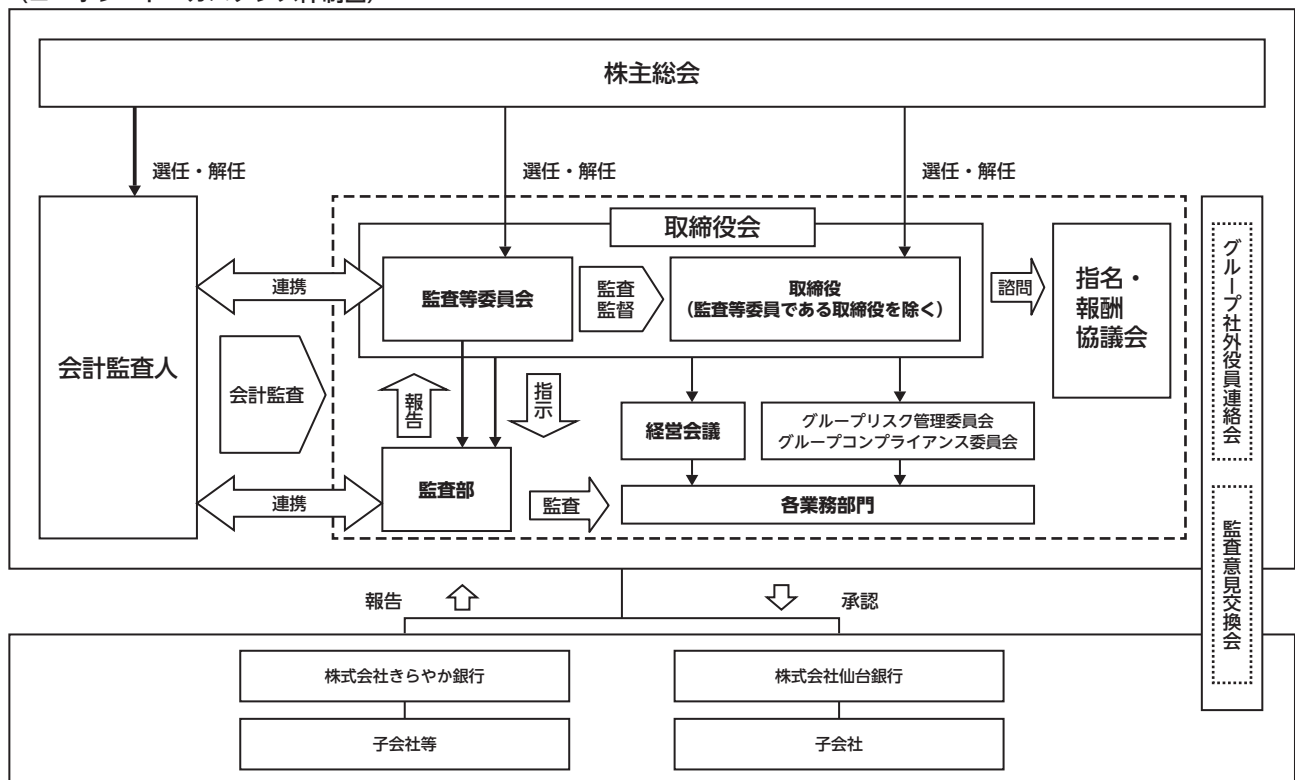 株主総会
選任・解任
選任・解任
選任・解任
取締役会
会計監査人
連携
監査等委員会
監査
監督
取締役
(監査等委員である取締役を除く)
諮問
指名・
報酬
協議会
グループ社外役員連絡会
会計監査
報告
指示
経営会議
グループリスク管理委員会
グループコンプライアンス委員会
連携
監査部
監査
各業務部門
監査意見交換会
報告
承認
株式会社きらやか銀行
株式会社仙台銀行
子会社等
子会社